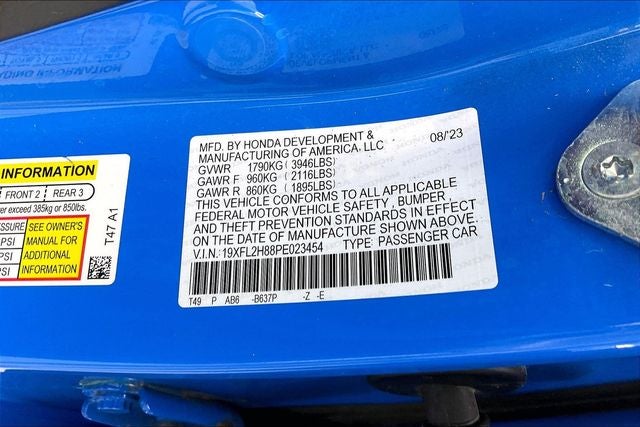 MFD. BY HONDA DEVELOPMENT &
MANUFACTURING OF AMERICA, LLC 08/23
GVWR 1790KG ( 3946LBS)
GAWR F 960KG ( 2116LBS)
GAWR R 860KG ( 1895LBS)
THIS VEHICLE CONFORMS TO ALL APPLICABLE
FEDERAL MOTOR VEHICLE SAFETY , BUMPER ,
AND THEFT PREVENTION STANDARDS IN EFFECT
ON THE DATE OF MANUFACTURE SHOWN ABOVE.
V.I.N: 19XFL2H88PE023454 TYPE: PASSENGER CAR
T49 P AB6 -B637P -Z -E
INFORMATION
FRONT 2 REAR 3
er exceed 385kg or 850lbs.
SEE OWNER'S
MANUAL FOR
ADDITIONAL
INFORMATION
PSI
PSI
T47 A1